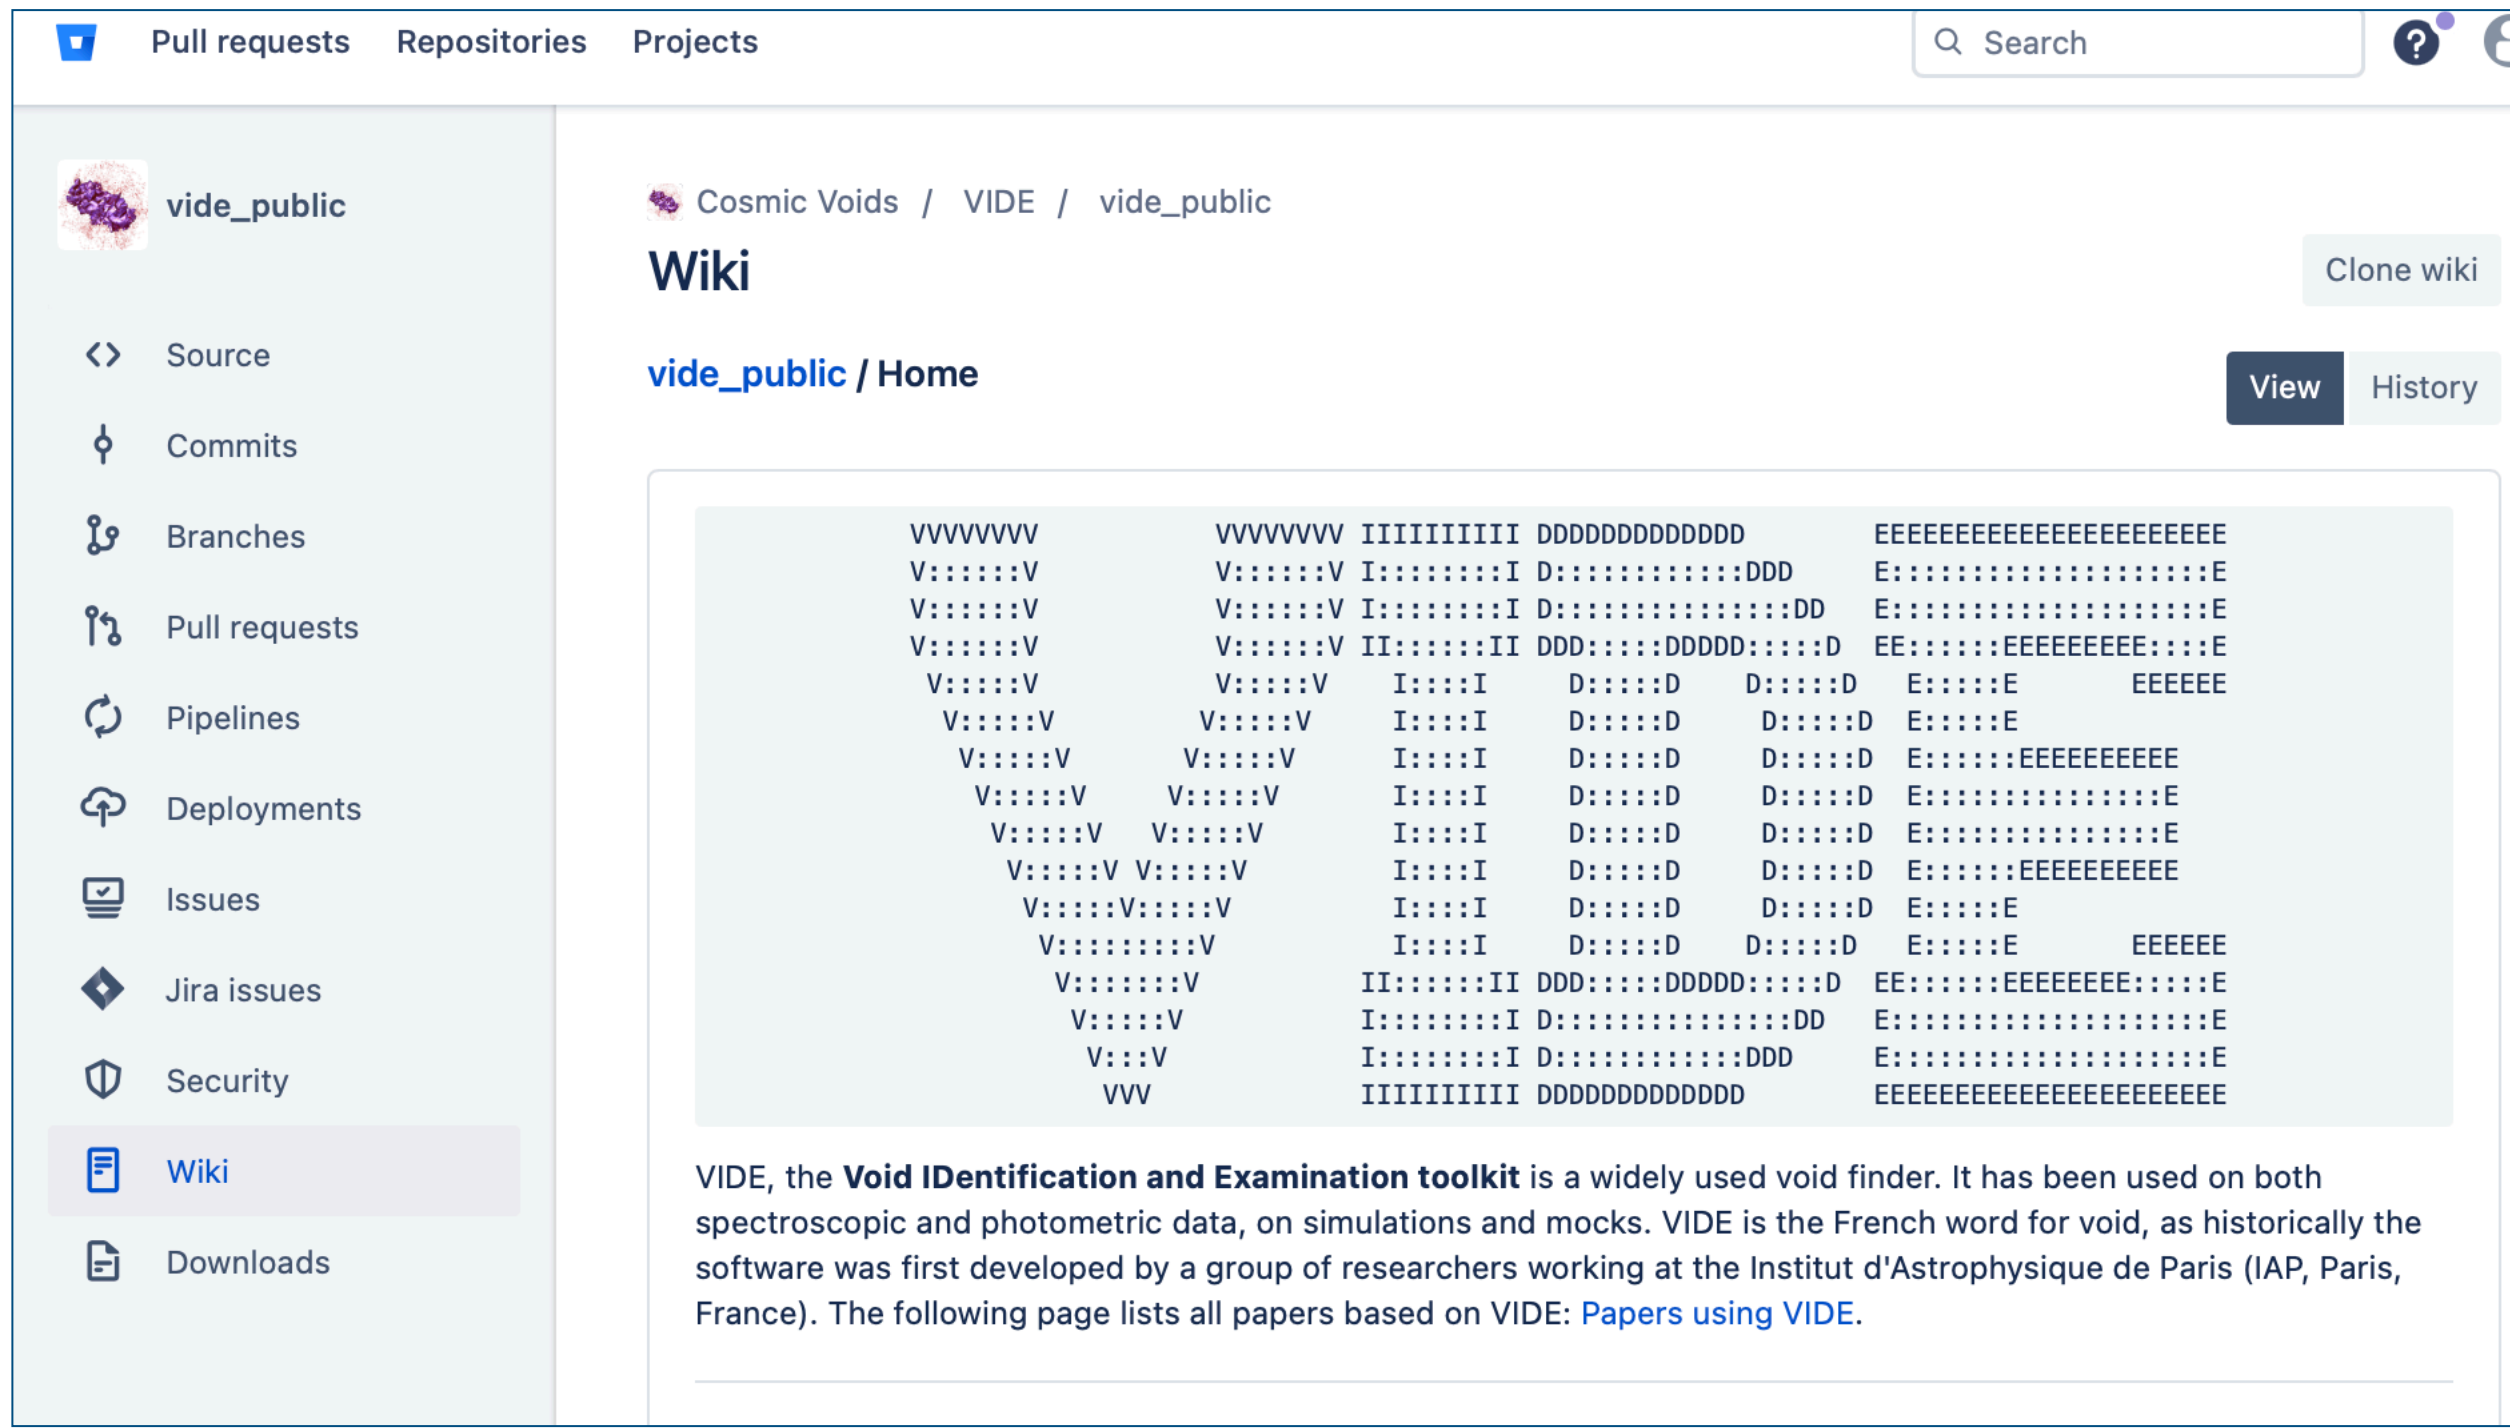 Pull requests Repositories Projects Search
vide_public
Source
Commits
Branches
Pull requests
Pipelines
Deployments
Issues
Jira issues
Security
Wiki
Downloads
Cosmic Voids / VIDE / vide_public
Wiki
Clone wiki
vide_public / Home
View History
VVVVVVVV           VVVVVVVV IIIIIIIIII DDDDDDDDDDDDD        EEEEEEEEEEEEEEEEEEEEEE
V::::::V           V::::::V I::::::::I D::::::::::::DDD     E::::::::::::::::::::E
V::::::V           V::::::V I::::::::I D:::::::::::::::DD   E::::::::::::::::::::E
V::::::V           V::::::V II::::::II DDD:::::DDDDD:::::D  EE::::::EEEEEEEEE::::E
 V:::::V           V:::::V    I::::I     D:::::D    D:::::D   E:::::E       EEEEEE
  V:::::V         V:::::V     I::::I     D:::::D     D:::::D  E:::::E
   V:::::V       V:::::V      I::::I     D:::::D     D:::::D  E::::::EEEEEEEEEE
    V:::::V     V:::::V       I::::I     D:::::D     D:::::D  E:::::::::::::::E
     V:::::V   V:::::V        I::::I     D:::::D     D:::::D  E:::::::::::::::E
      V:::::V V:::::V         I::::I     D:::::D     D:::::D  E::::::EEEEEEEEEE
       V:::::V:::::V          I::::I     D:::::D     D:::::D  E:::::E
        V:::::::::V           I::::I     D:::::D    D:::::D   E:::::E       EEEEEE
         V:::::::V          II::::::II DDD:::::DDDDD:::::D  EE::::::EEEEEEEE:::::E
          V:::::V           I::::::::I D:::::::::::::::DD   E::::::::::::::::::::E
           V:::V            I::::::::I D::::::::::::DDD     E::::::::::::::::::::E
            VVV             IIIIIIIIII DDDDDDDDDDDDD        EEEEEEEEEEEEEEEEEEEEEE
VIDE, the Void IDentification and Examination toolkit is a widely used void finder. It has been used on both
spectroscopic and photometric data, on simulations and mocks. VIDE is the French word for void, as historically the
software was first developed by a group of researchers working at the Institut d'Astrophysique de Paris (IAP, Paris,
France). The following page lists all papers based on VIDE: Papers using VIDE.